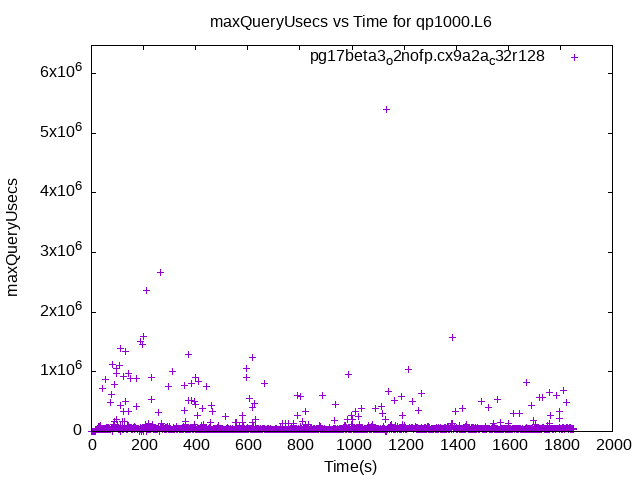 maxQueryUsecs vs Time for qp1000.L6
pg17beta3_o2nofp.cx9a2a_c32r128
6x10^6
5x10^6
4x10^6
3x10^6
2x10^6
1x10^6
0
maxQueryUsecs
0 200 400 600 800 1000 1200 1400 1600 1800 2000
Time(s)